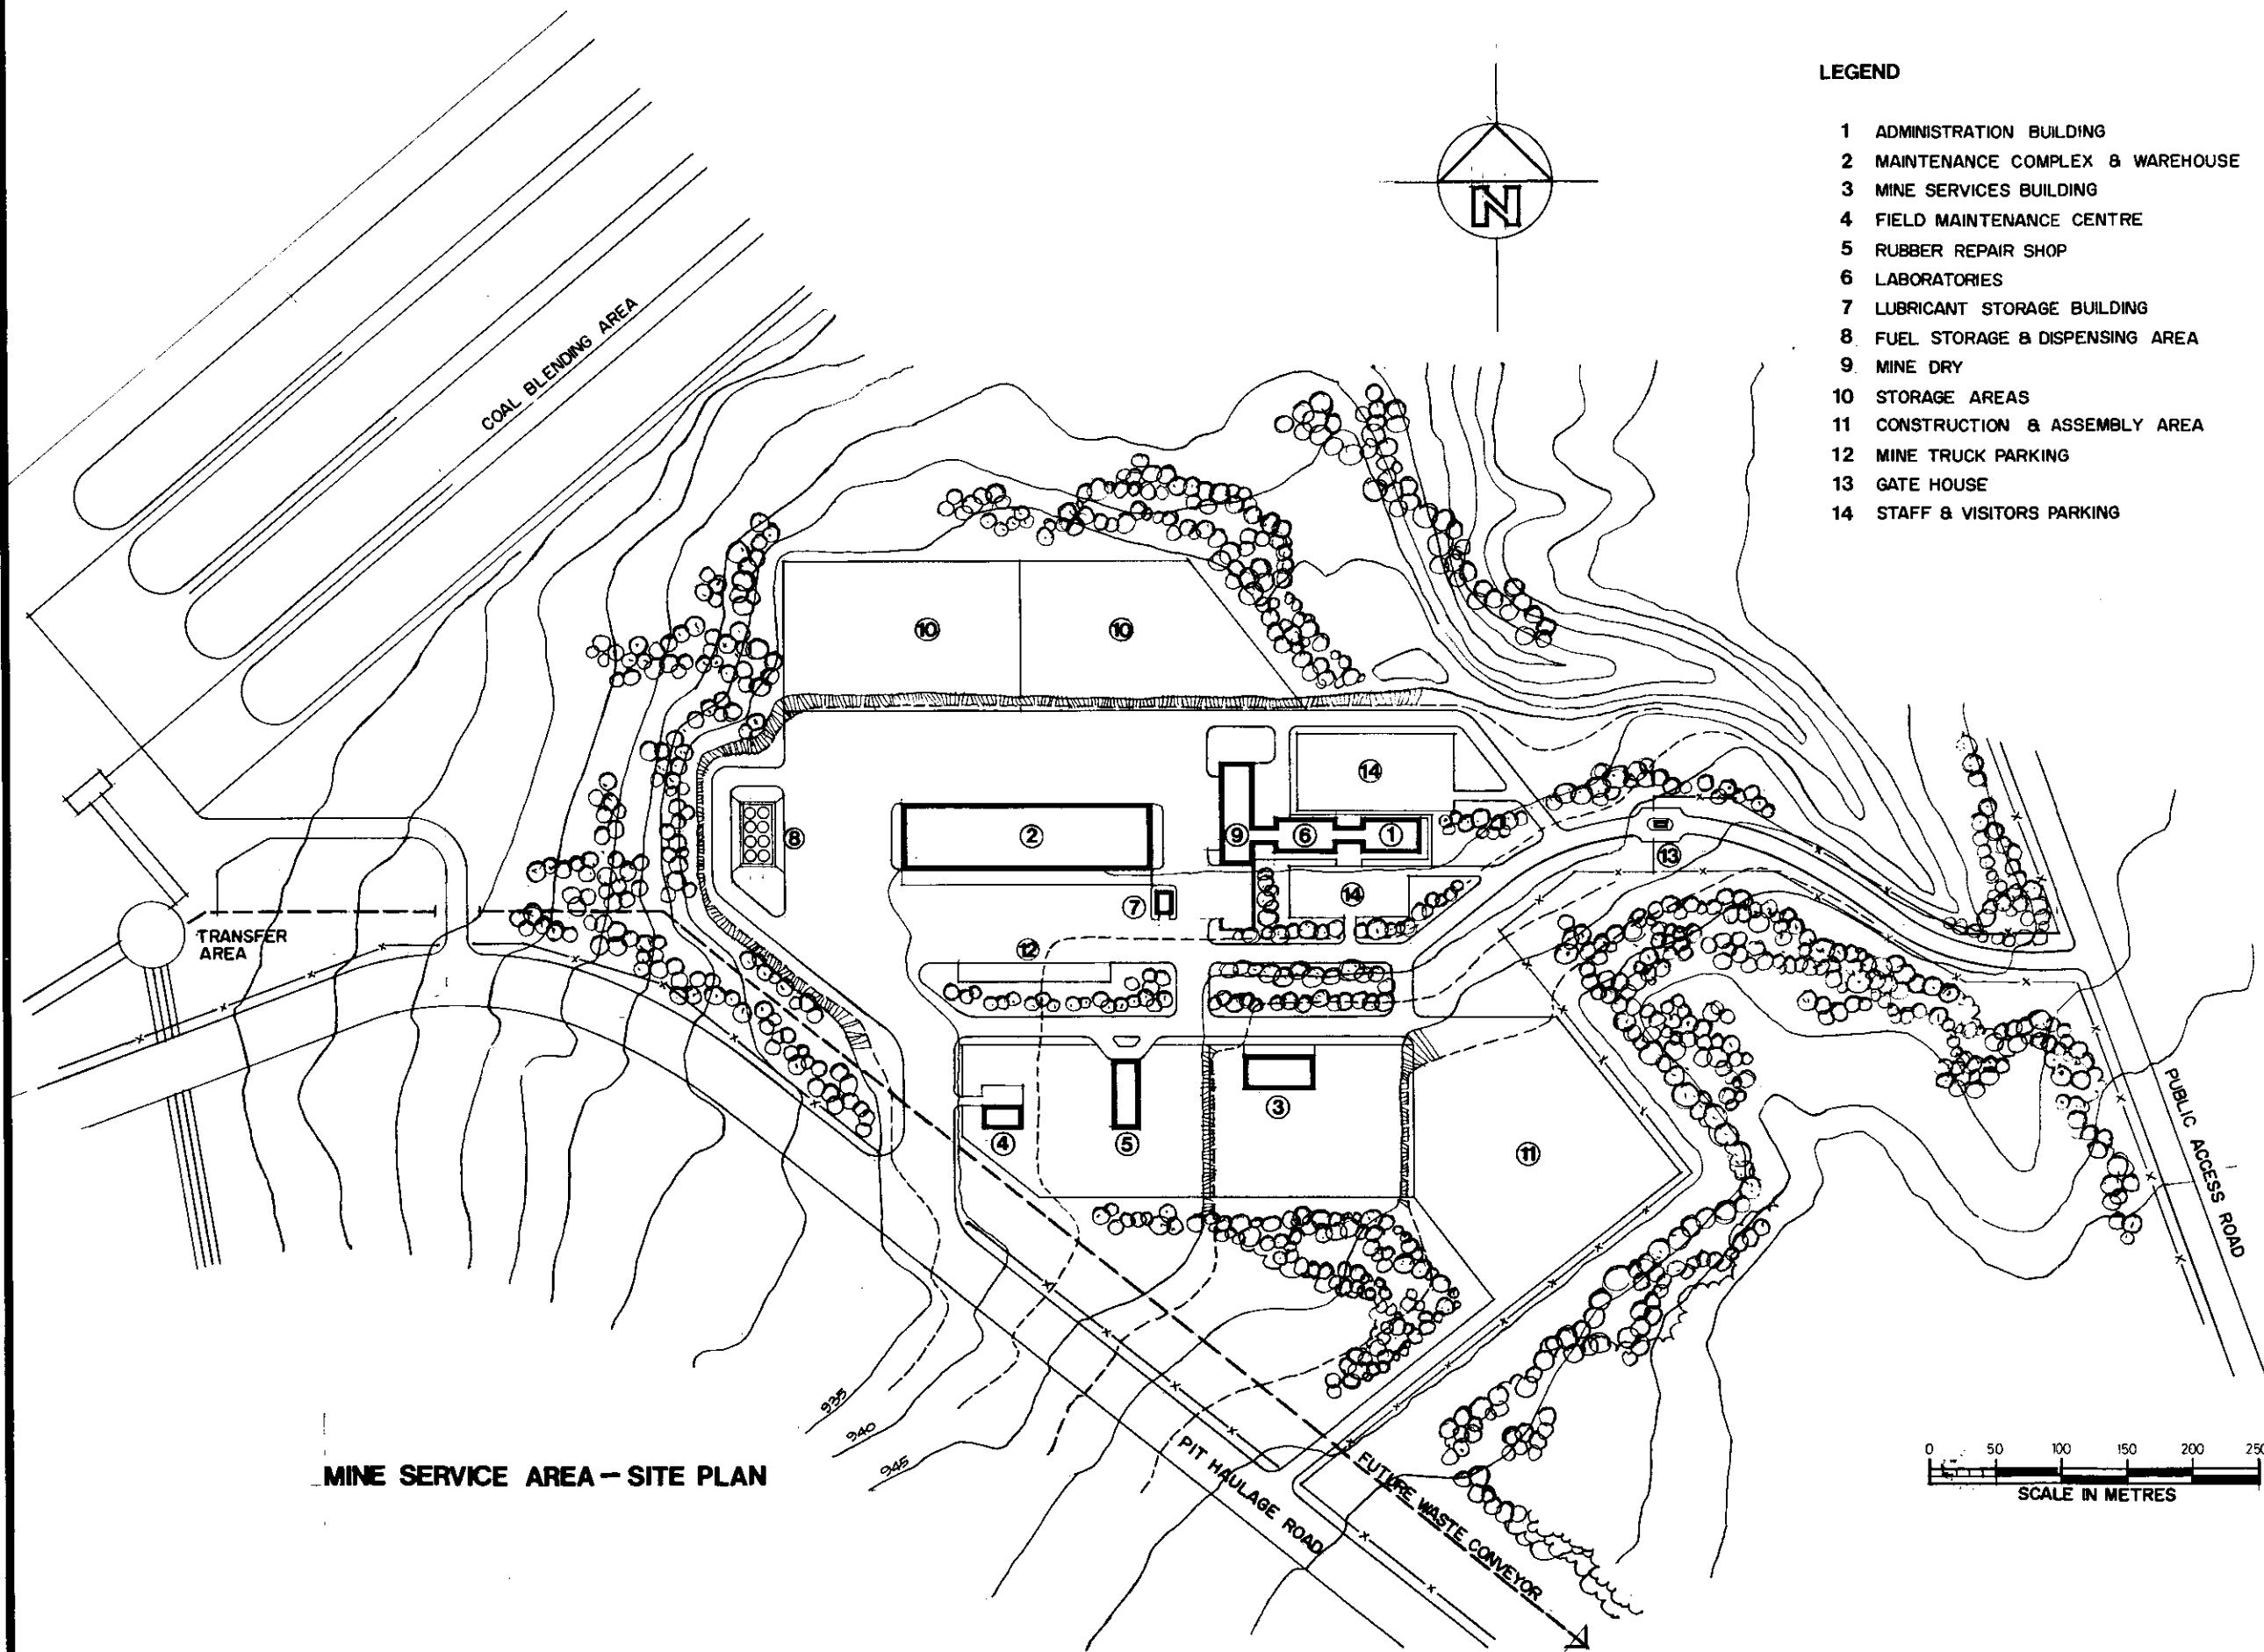 LEGEND
1 ADMINISTRATION BUILDING
2 MAINTENANCE COMPLEX & WAREHOUSE
3 MINE SERVICES BUILDING
4 FIELD MAINTENANCE CENTRE
5 RUBBER REPAIR SHOP
6 LABORATORIES
7 LUBRICANT STORAGE BUILDING
8 FUEL STORAGE & DISPENSING AREA
9 MINE DRY
10 STORAGE AREAS
11 CONSTRUCTION & ASSEMBLY AREA
12 MINE TRUCK PARKING
13 GATE HOUSE
14 STAFF & VISITORS PARKING
N
COAL BLENDING AREA
10
10
14
8
2
9
6
1
13
7
14
TRANSFER
AREA
12
3
4
5
11
PUBLIC ACCESS ROAD
935
940
945
PIT HAULAGE ROAD
FUTURE WASTE CONVEYOR
MINE SERVICE AREA – SITE PLAN
0 50 100 150 200 250
SCALE IN METRES